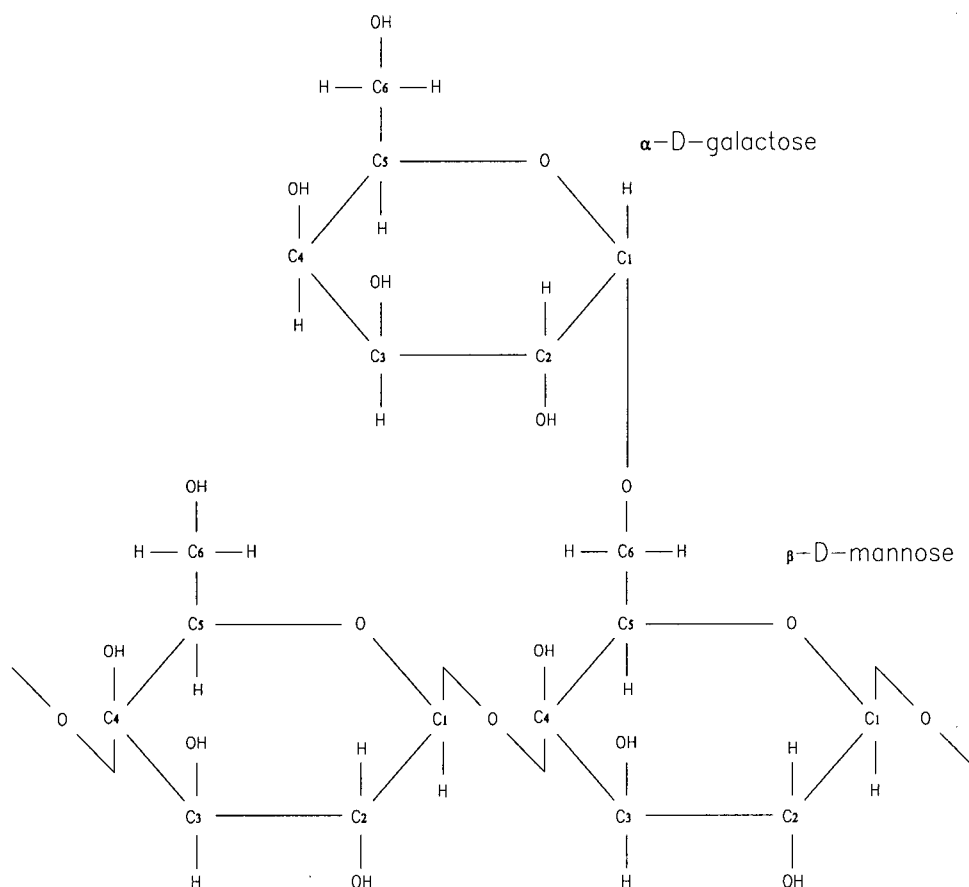 OH
H C6 H
α-D-galactose
C5 O
OH H
H
C4 C1
OH H
H
C3 C2
H OH
O
OH
H C6 H H C6 H β-D-mannose
C5 O C5 O
OH OH
H H
O C4 C1 O C4 C1 O
OH H OH H
H H
C3 C2 C3 C2
H OH H OH